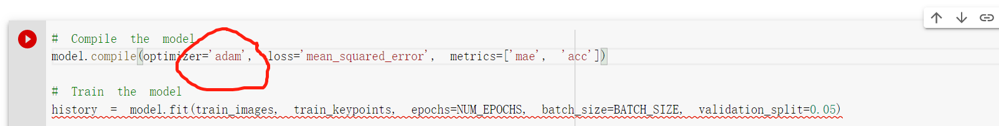 # Compile the model
model.compile(optimizer='adam', loss='mean_squared_error', metrics=['mae', 'acc'])
# Train the model
history = model.fit(train_images, train_keypoints, epochs=NUM_EPOCHS, batch_size=BATCH_SIZE, validation_split=0.05)